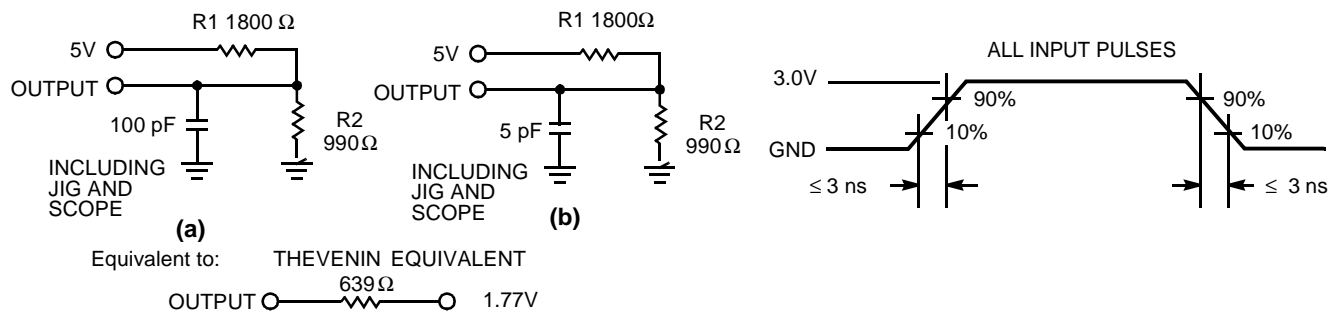 R1 1800 Ω
5V
OUTPUT
100 pF
R2
990Ω
INCLUDING
JIG AND
SCOPE
(a)
R1 1800Ω
5V
OUTPUT
5 pF
R2
990Ω
INCLUDING
JIG AND
SCOPE
(b)
Equivalent to: THEVENIN EQUIVALENT
639Ω
OUTPUT 1.77V
ALL INPUT PULSES
3.0V
90% 90%
10% 10%
GND
≤ 3 ns ≤ 3 ns